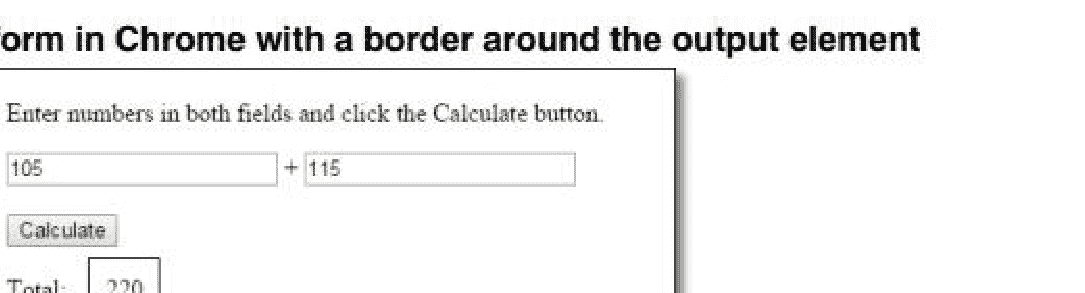 orm in Chrome with a border around the output element
Enter numbers in both fields and click the Calculate button.
105 + 115
Calculate
Total: 220